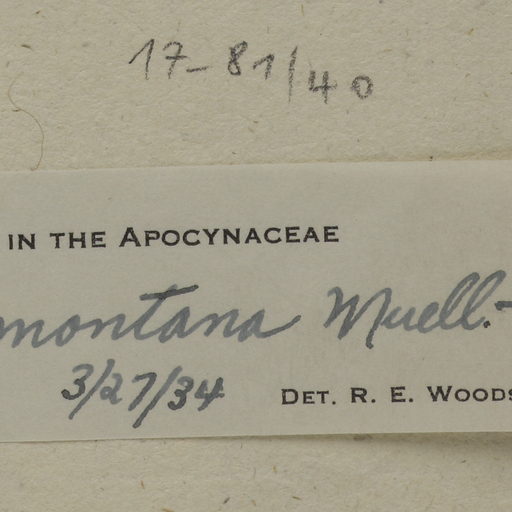 17-81/40
IN THE APOCYNACEAE
montana Muell.-
3/27/34 DET. R. E. WOODS